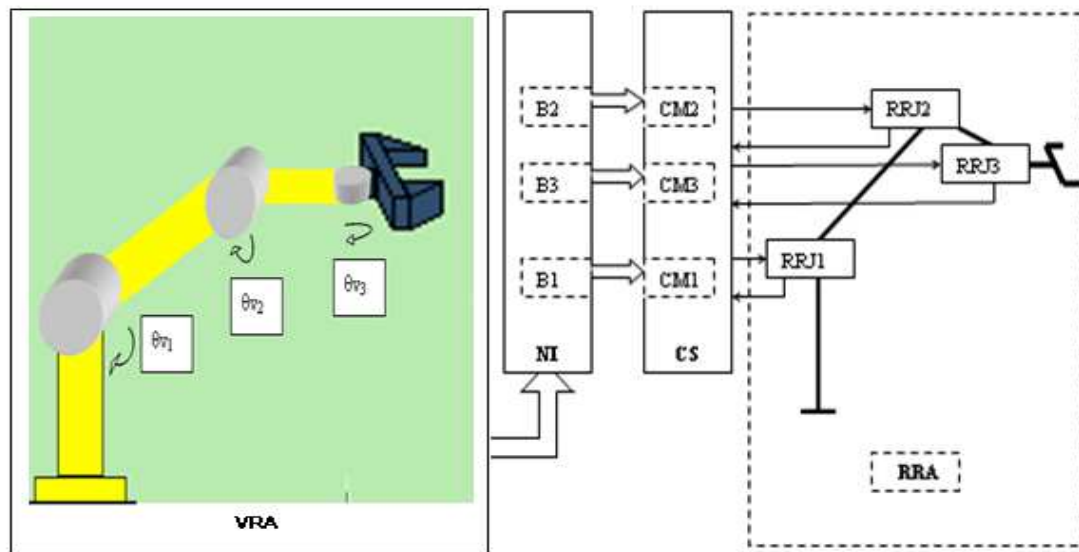 θv₁
θv₂
θv₃
VRA
B2
B3
B1
NI
CM2
CM3
CM1
CS
RRJ2
RRJ3
RRJ1
RRA